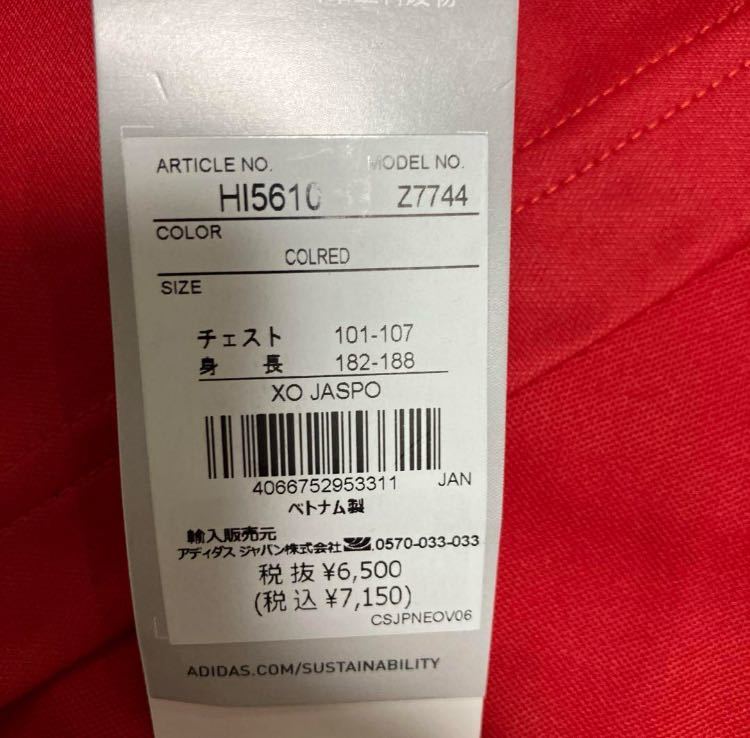 ARTICLE NO. MODEL NO.
HI5610 Z7744
COLOR
COLRED
SIZE
チェスト 101-107
身長 182-188
XO JASPO
4066752953311 JAN
ベトナム製
輸入販売元
アディダス ジャパン株式会社 0570-033-033
税抜 ¥6,500
(税込 ¥7,150)
CSJPNEOV06
ADIDAS.COM/SUSTAINABILITY